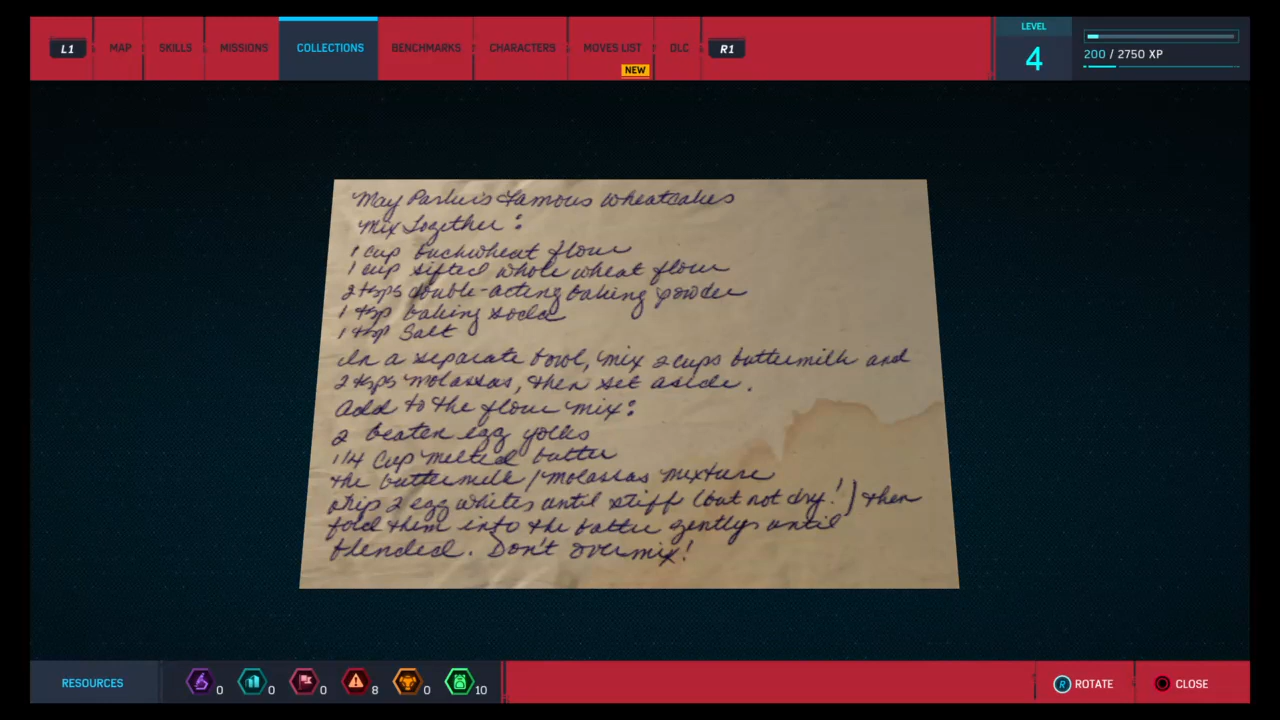 L1 MAP SKILLS MISSIONS COLLECTIONS BENCHMARKS CHARACTERS MOVES LIST DLC R1
NEW
LEVEL
4
200 / 2750 XP
May Parker's Famous Wheatcakes
Mix Together:
1 cup buckwheat flour
1 cup sifted whole wheat flour
2 tsps double-acting baking powder
1 tsp baking soda
1 tsp Salt
In a separate bowl, mix 2 cups buttermilk and
2 tsps molassas, then set aside.
Add to the flour mix:
2 beaten egg yolks
1/4 cup melted butter
the buttermilk/molassas mixture
whip 2 egg whites until stiff (but not dry!) then
fold them into the batter gently until
blended. Don't overmix!
RESOURCES 0 0 0 8 0 10
R ROTATE CLOSE